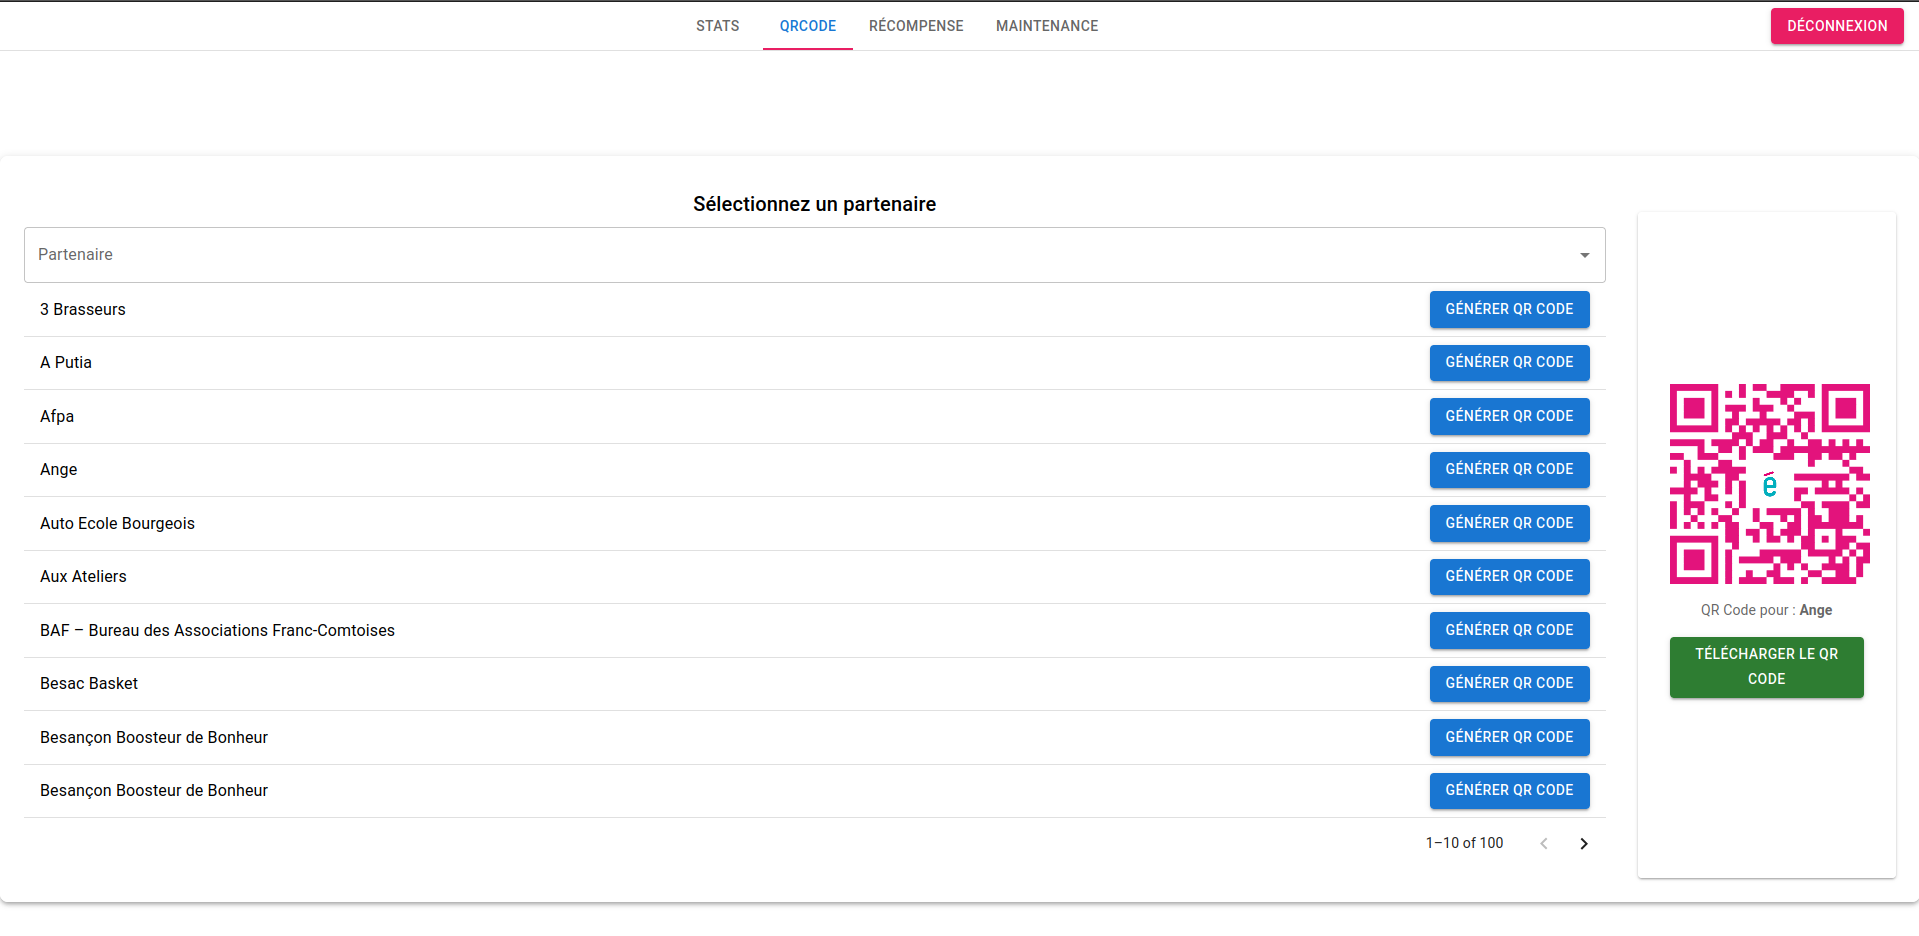 STATS QRCODE RÉCOMPENSE MAINTENANCE DÉCONNEXION
Sélectionnez un partenaire
Partenaire
3 Brasseurs GÉNÉRER QR CODE
A Putia GÉNÉRER QR CODE
Afpa GÉNÉRER QR CODE
Ange GÉNÉRER QR CODE
Auto Ecole Bourgeois GÉNÉRER QR CODE
Aux Ateliers GÉNÉRER QR CODE
BAF – Bureau des Associations Franc-Comtoises GÉNÉRER QR CODE
Besac Basket GÉNÉRER QR CODE
Besançon Boosteur de Bonheur GÉNÉRER QR CODE
Besançon Boosteur de Bonheur GÉNÉRER QR CODE
1–10 of 100
é
QR Code pour : Ange
TÉLÉCHARGER LE QR
CODE